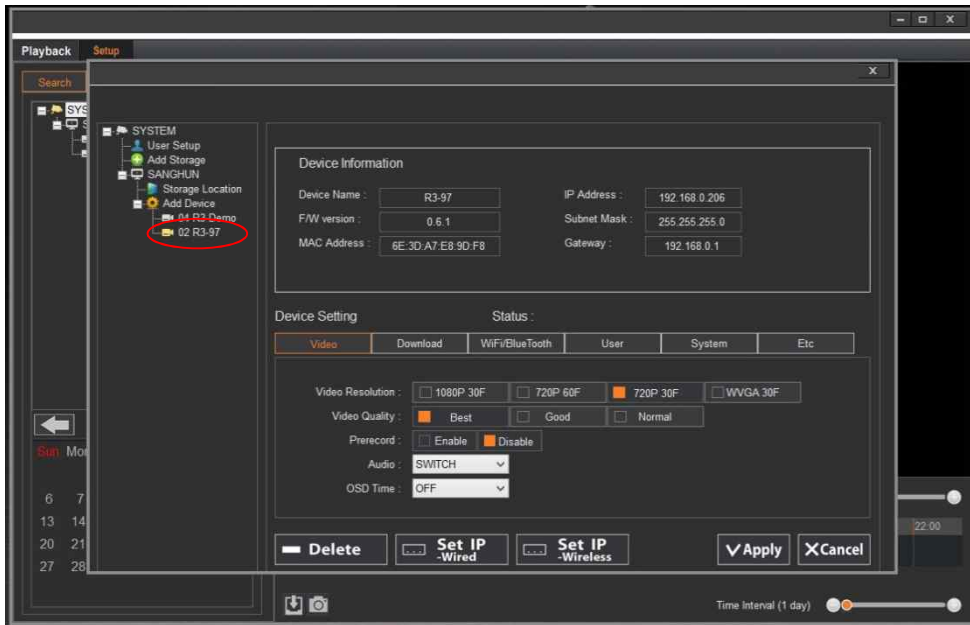 Playback Setup
Search
SYS
S
X
SYSTEM
User Setup
Add Storage
SANGHUN
Storage Location
Add Device
04 R3 Demo
02 R3-97
Device Information
Device Name : R3-97 IP Address : 192.168.0.206
F/W version : 0.6.1 Subnet Mask : 255.255.255.0
MAC Address : 6E:3D:A7:E8:9D:F8 Gateway : 192.168.0.1
Device Setting Status :
Video Download WiFi/BlueTooth User System Etc
Video Resolution : 1080P 30F 720P 60F 720P 30F WVGA 30F
Video Quality : Best Good Normal
Prerecord : Enable Disable
Audio : SWITCH
OSD Time : OFF
Delete Set IP -Wired Set IP -Wireless Apply Cancel
Sun Mo
6 7
13 14
20 21
27 28
22:00
Time Interval (1 day)